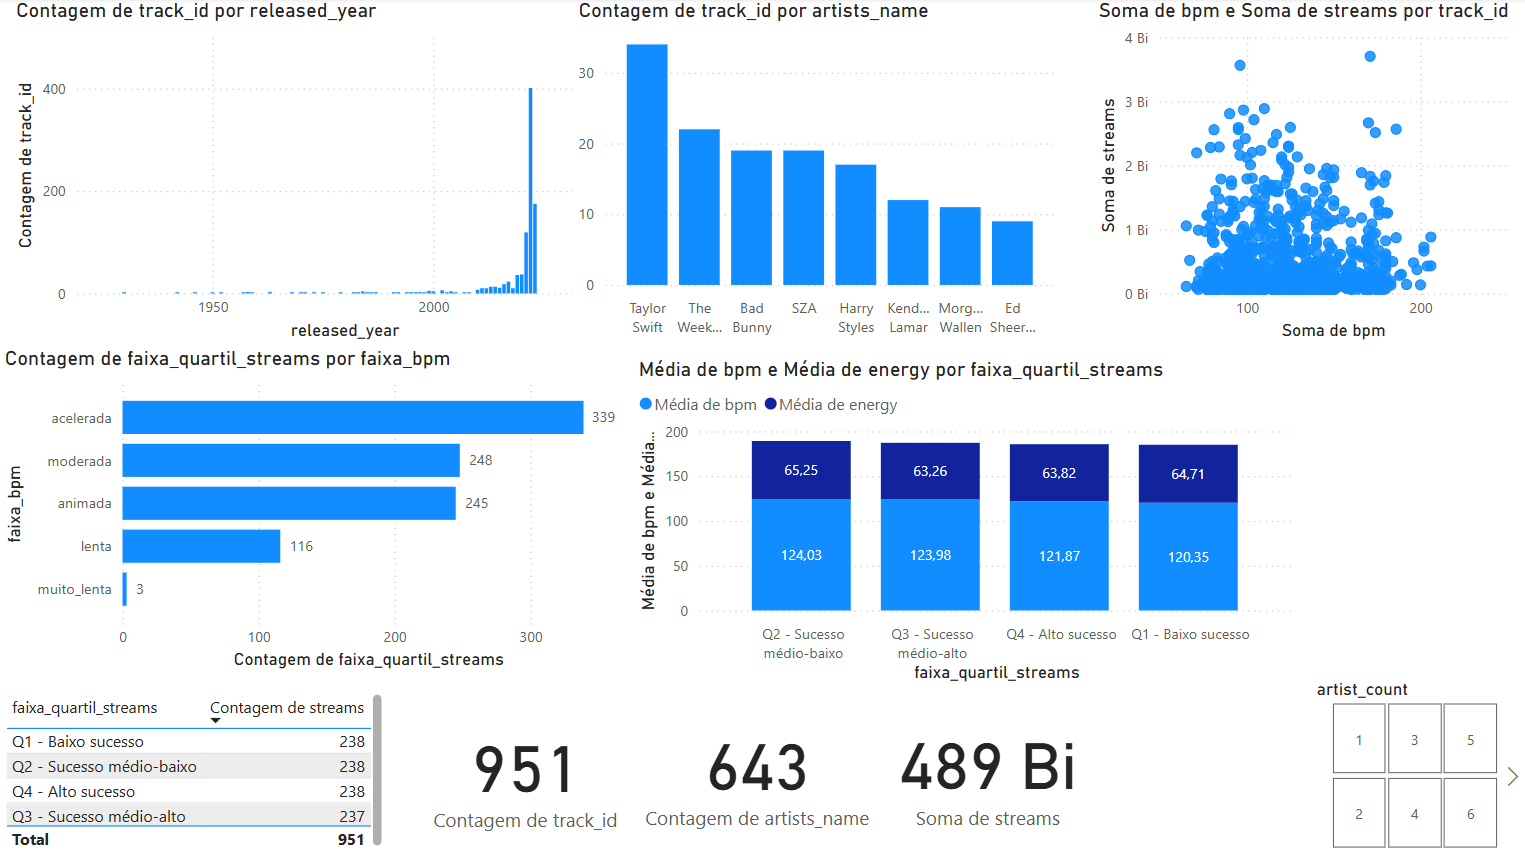 Contagem de track_id por released_year
Contagem de track_id
400
200
0
1950
2000
released_year
Contagem de track_id por artists_name
30
20
10
0
Taylor
Swift
The
Week...
Bad
Bunny
SZA
Harry
Styles
Kend...
Lamar
Morg...
Wallen
Ed
Sheer...
Soma de bpm e Soma de streams por track_id
Soma de streams
4 Bi
3 Bi
2 Bi
1 Bi
0 Bi
100
200
Soma de bpm
Contagem de faixa_quartil_streams por faixa_bpm
faixa_bpm
acelerada
339
moderada
248
animada
245
lenta
116
muito_lenta
3
0
100
200
300
Contagem de faixa_quartil_streams
Média de bpm e Média de energy por faixa_quartil_streams
Média de bpm
Média de energy
Média de bpm e Média...
200
150
100
50
0
65,25
63,26
63,82
64,71
124,03
123,98
121,87
120,35
Q2 - Sucesso
médio-baixo
Q3 - Sucesso
médio-alto
Q4 - Alto sucesso
Q1 - Baixo sucesso
faixa_quartil_streams
faixa_quartil_streams Contagem de streams
Q1 - Baixo sucesso 238
Q2 - Sucesso médio-baixo 238
Q4 - Alto sucesso 238
Q3 - Sucesso médio-alto 237
Total 951
951
Contagem de track_id
643
Contagem de artists_name
489 Bi
Soma de streams
artist_count
1 3 5
2 4 6